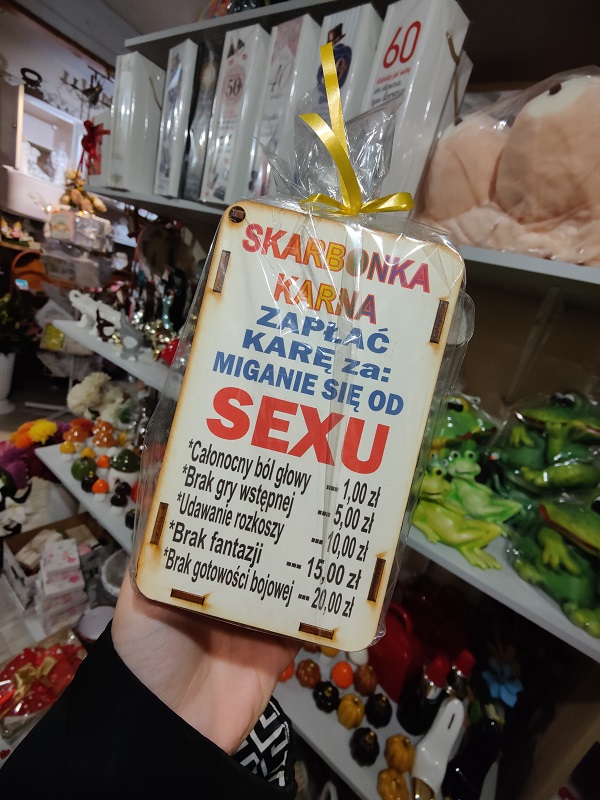 60
50
40
SKARBONKA
KARNA
ZAPŁAĆ
KARĘ za:
MIGANIE SIĘ OD
SEXU
*Całonocny ból głowy --- 1,00 zł
*Brak gry wstępnej --- 5,00 zł
*Udawanie rozkoszy --- 10,00 zł
*Brak fantazji --- 15,00 zł
*Brak gotowości bojowej --- 20,00 zł